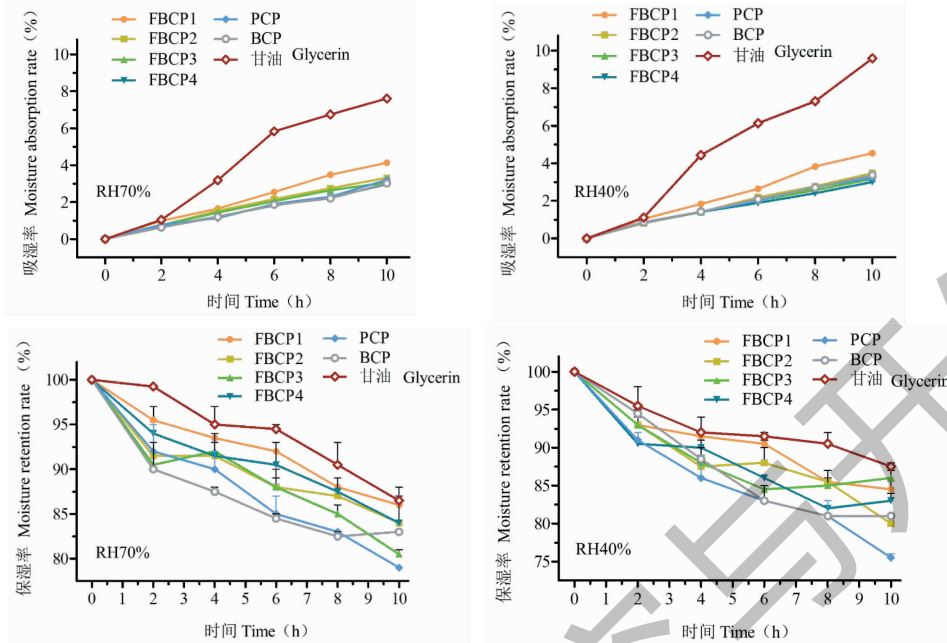 吸湿率 Moisture absorption rate（%）
FBCP1
FBCP2
FBCP3
FBCP4
PCP
BCP
甘油 Glycerin
10
8
6
4
2
0
RH70%
0 2 4 6 8 10
时间 Time（h）
吸湿率 Moisture absorption rate（%）
FBCP1
FBCP2
FBCP3
FBCP4
PCP
BCP
甘油 Glycerin
10
8
6
4
2
0
RH40%
0 2 4 6 8 10
时间 Time（h）
保湿率 Moisture retention rate （%）
FBCP1
FBCP2
FBCP3
FBCP4
PCP
BCP
甘油 Glycerin
100
95
90
85
80
RH70%
0 1 2 3 4 5 6 7 8 9 10
时间 Time（h）
保湿率 Moisture retention rate （%）
FBCP1
FBCP2
FBCP3
FBCP4
PCP
BCP
甘油 Glycerin
100
95
90
85
80
75
RH40%
0 1 2 3 4 5 6 7 8 9 10
时间 Time（h）
与开